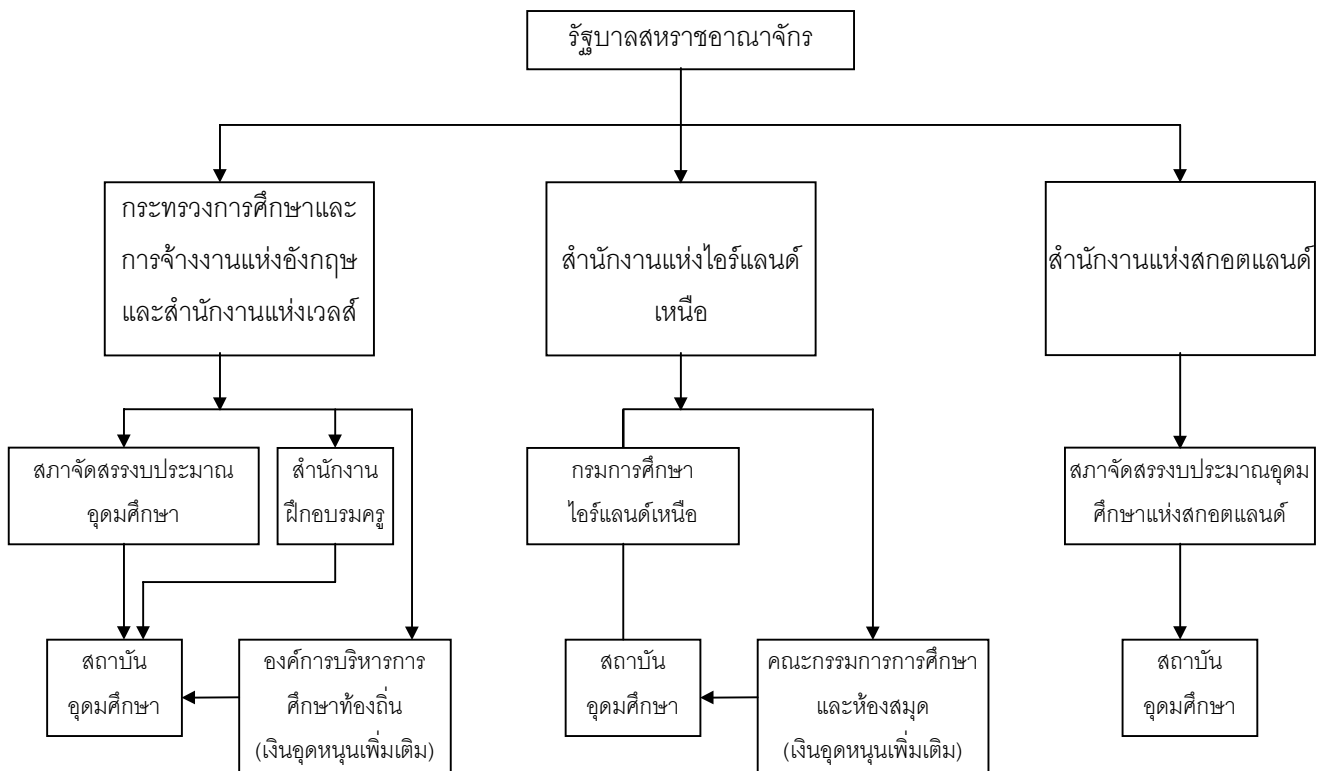 รัฐบาลสหราชอาณาจักร
กระทรวงการศึกษาและ
การจ้างงานแห่งอังกฤษ
และสำนักงานแห่งเวลส์
สำนักงานแห่งไอร์แลนด์
เหนือ
สำนักงานแห่งสกอตแลนด์
สภาจัดสรรงบประมาณ
อุดมศึกษา
สำนักงาน
ฝึกอบรมครู
กรมการศึกษา
ไอร์แลนด์เหนือ
สภาจัดสรรงบประมาณอุดม
ศึกษาแห่งสกอตแลนด์
สถาบัน
อุดมศึกษา
องค์การบริหารการ
ศึกษาท้องถิ่น
(เงินอุดหนุนเพิ่มเติม)
สถาบัน
อุดมศึกษา
คณะกรรมการการศึกษา
และห้องสมุด
(เงินอุดหนุนเพิ่มเติม)
สถาบัน
อุดมศึกษา